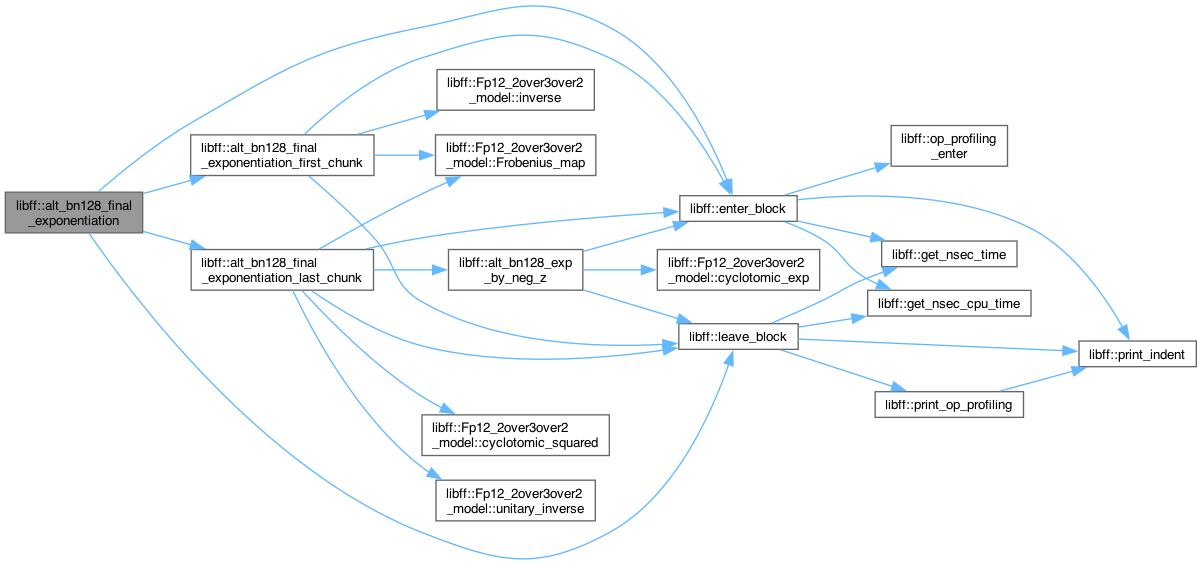 libff::alt_bn128_final
_exponentiation
libff::alt_bn128_final
_exponentiation_first_chunk
libff::alt_bn128_final
_exponentiation_last_chunk
libff::Fp12_2over3over2
_model::inverse
libff::Fp12_2over3over2
_model::Frobenius_map
libff::alt_bn128_exp
_by_neg_z
libff::Fp12_2over3over2
_model::cyclotomic_squared
libff::Fp12_2over3over2
_model::unitary_inverse
libff::enter_block
libff::Fp12_2over3over2
_model::cyclotomic_exp
libff::leave_block
libff::op_profiling
_enter
libff::get_nsec_time
libff::get_nsec_cpu_time
libff::print_op_profiling
libff::print_indent